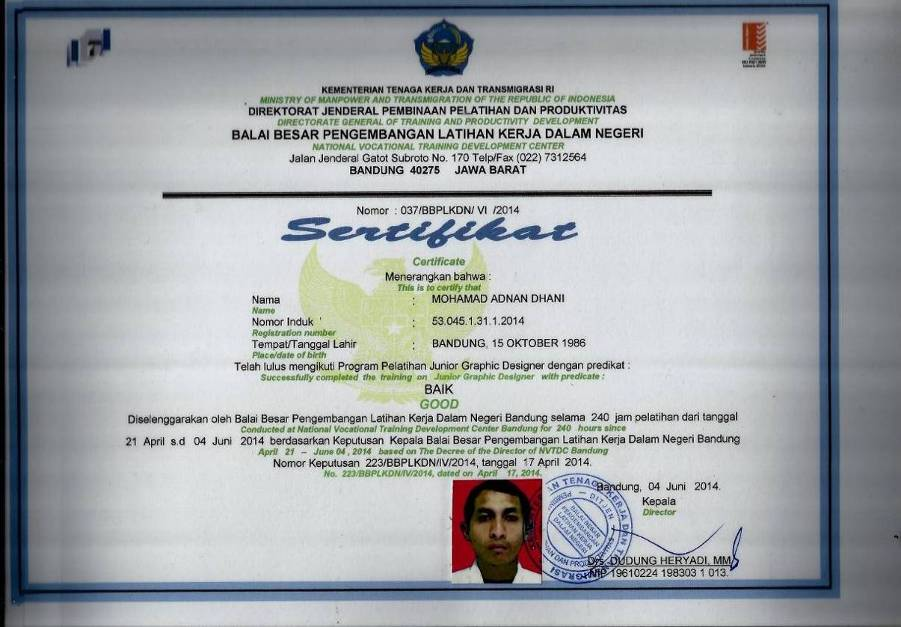 7
KEMENTERIAN TENAGA KERJA DAN TRANSMIGRASI RI
MINISTRY OF MANPOWER AND TRANSMIGRATION OF THE REPUBLIC OF INDONESIA
DIREKTORAT JENDERAL PEMBINAAN PELATIHAN DAN PRODUKTIVITAS
DIRECTORATE GENERAL OF TRAINING AND PRODUCTIVITY DEVELOPMENT
BALAI BESAR PENGEMBANGAN LATIHAN KERJA DALAM NEGERI
NATIONAL VOCATIONAL TRAINING DEVELOPMENT CENTER
Jalan Jenderal Gatot Subroto No. 170 Telp/Fax (022) 7312564
BANDUNG 40275 JAWA BARAT
Nomor : 037/BBPLKDN/ VI /2014
Sertifikat
Certificate
Menerangkan bahwa :
This is to certify that
Nama : MOHAMAD ADNAN DHANI
Name
Nomor Induk : 53.045.1.31.1.2014
Registration number
Tempat/Tanggal Lahir : BANDUNG, 15 OKTOBER 1986
Place/date of birth
Telah lulus mengikuti Program Pelatihan Junior Graphic Designer dengan predikat :
Successfully completed the training on Junior Graphic Designer with predicate :
BAIK
GOOD
Diselenggarakan oleh Balai Besar Pengembangan Latihan Kerja Dalam Negeri Bandung selama 240 jam pelatihan dari tanggal
Conducted at National Vocational Training Development Center Bandung for 240 hours since
21 April s.d 04 Juni 2014 berdasarkan Keputusan Kepala Balai Besar Pengembangan Latihan Kerja Dalam Negeri Bandung
April 21 – June 04 , 2014 based on The Decree of the Director of NVTDC Bandung
Nomor Keputusan 223/BBPLKDN/IV/2014, tanggal 17 April 2014.
No. 223/BBPLKDN/IV/2014, dated on April 17, 2014.
Bandung, 04 Juni 2014.
Kepala
Director
BALAI BESAR
PENGEMBANGAN
LATIHAN KERJA
DALAM NEGERI
Drs. DUDUNG HERYADI, MM
NIP 19610224 198303 1 013.